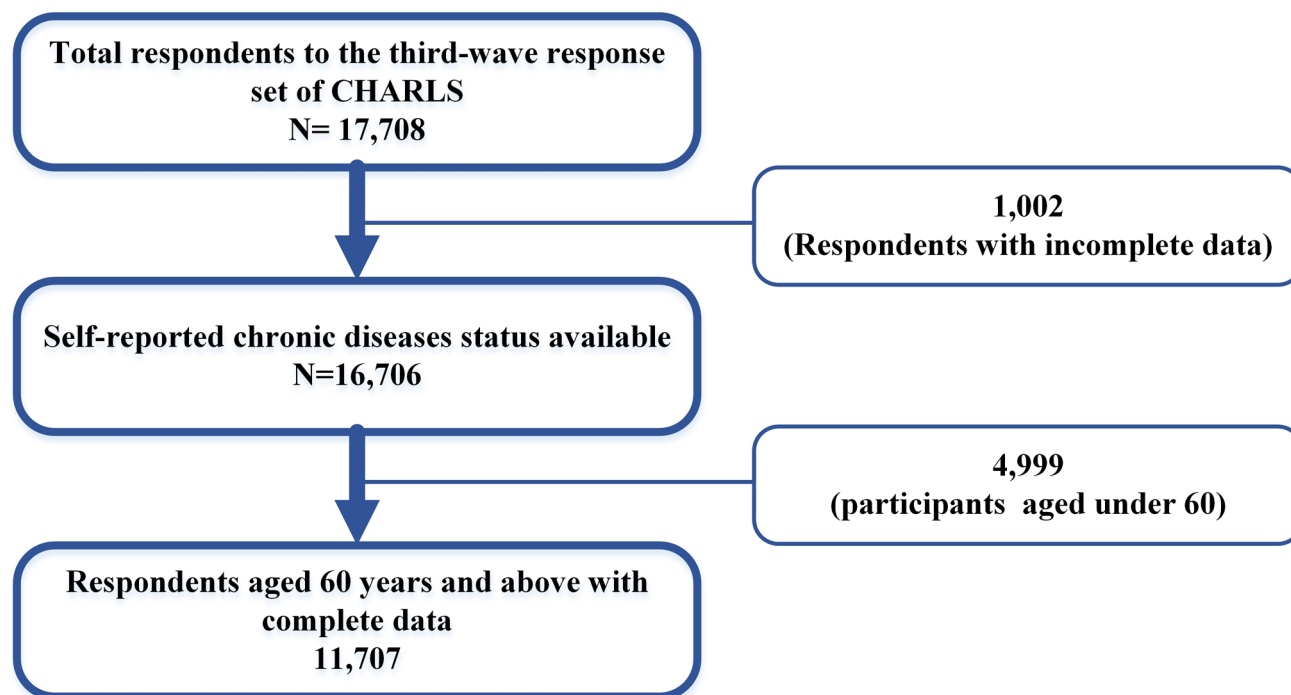 Total respondents to the third-wave response
set of CHARLS
N= 17,708
1,002
(Respondents with incomplete data)
Self-reported chronic diseases status available
N=16,706
4,999
(participants  aged under 60)
Respondents aged 60 years and above with
complete data
11,707